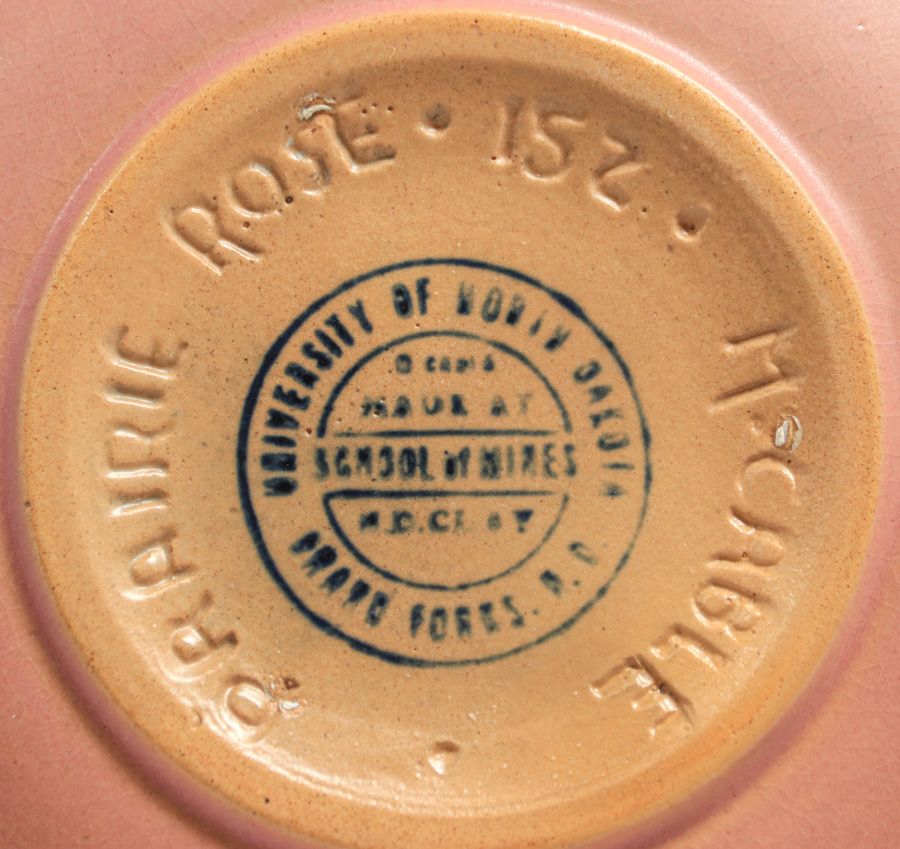 PRAIRIE ROSE • 152. • M. CABLE •
UNIVERSITY OF NORTH DAKOTA
MADE AT
SCHOOL of MINES
N.D. CLAY
GRAND FORKS, N. D.